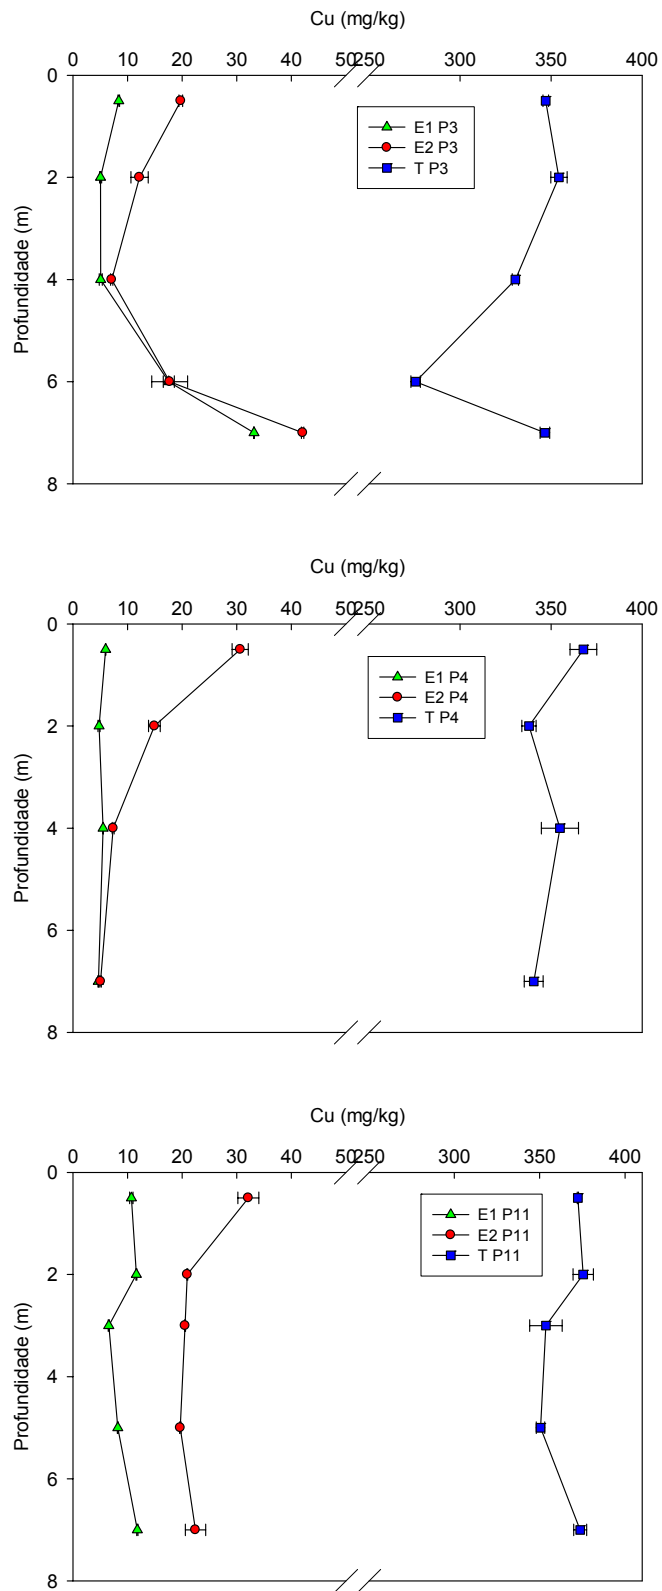 Cu (mg/kg)
0 10 20 30 40 50 250 300 350 400
0
2
4
6
8
Profundidade (m)
E1 P3
E2 P3
T P3
Cu (mg/kg)
0 10 20 30 40 50 250 300 350 400
0
2
4
6
8
Profundidade (m)
E1 P4
E2 P4
T P4
Cu (mg/kg)
0 10 20 30 40 50 250 300 350 400
0
2
4
6
8
Profundidade (m)
E1 P11
E2 P11
T P11